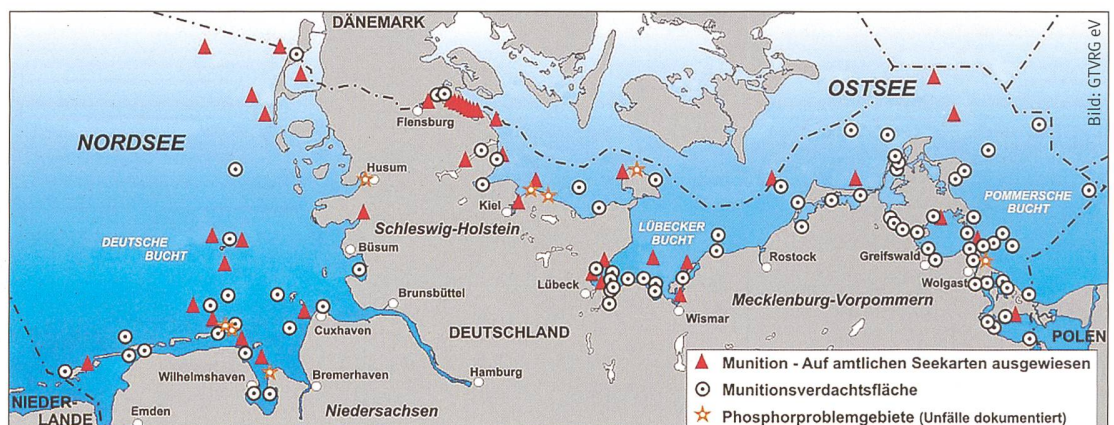 DÄNEMARK
Bild: GTVRG eV
OSTSEE
NORDSEE
Flensburg
Husum
Kiel
Schleswig-Holstein
LÜBECKER
BUCHT
POMMERSCHE
BUCHT
DEUTSCHE
BUCHT
Büsum
Rostock
Greifswald
Wolgast
Brunsbüttel
Lübeck
Mecklenburg-Vorpommern
Cuxhaven
DEUTSCHLAND
Wismar
POLEN
Wilhelmshaven
Bremerhaven
Hamburg
NIEDER-
LANDE
Emden
Niedersachsen
Munition - Auf amtlichen Seekarten ausgewiesen
Munitionsverdachtsfläche
Phosphorproblemgebiete (Unfälle dokumentiert)